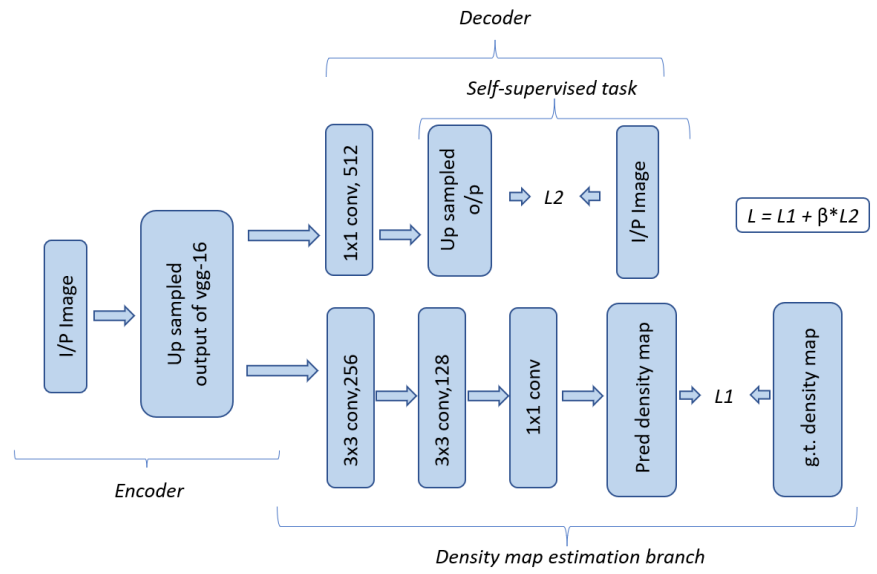 Decoder
Self-supervised task
1x1 conv, 512
Up sampled
o/p
L2
I/P Image
L = L1 + β*L2
I/P Image
Up sampled
output of vgg-16
3x3 conv,256
3x3 conv,128
1x1 conv
Pred density map
L1
g.t. density map
Encoder
Density map estimation branch